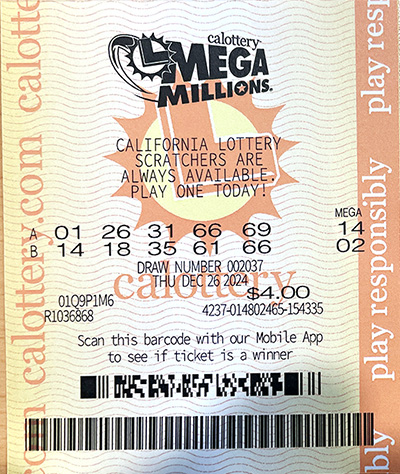 calottery
MEGA
MILLIONS
CALIFORNIA LOTTERY
SCRATCHERS ARE
ALWAYS AVAILABLE.
PLAY ONE TODAY!
MEGA
A 01 26 31 66 69 14
B 14 18 35 61 66 02
DRAW NUMBER 002037
THU DEC 26 2024
calottery
$4.00
01Q9P1M6
R1036868 4237-014802465-154335
Scan this barcode with our Mobile App
to see if ticket is a winner
calottery.com calottery
play responsibly play resp